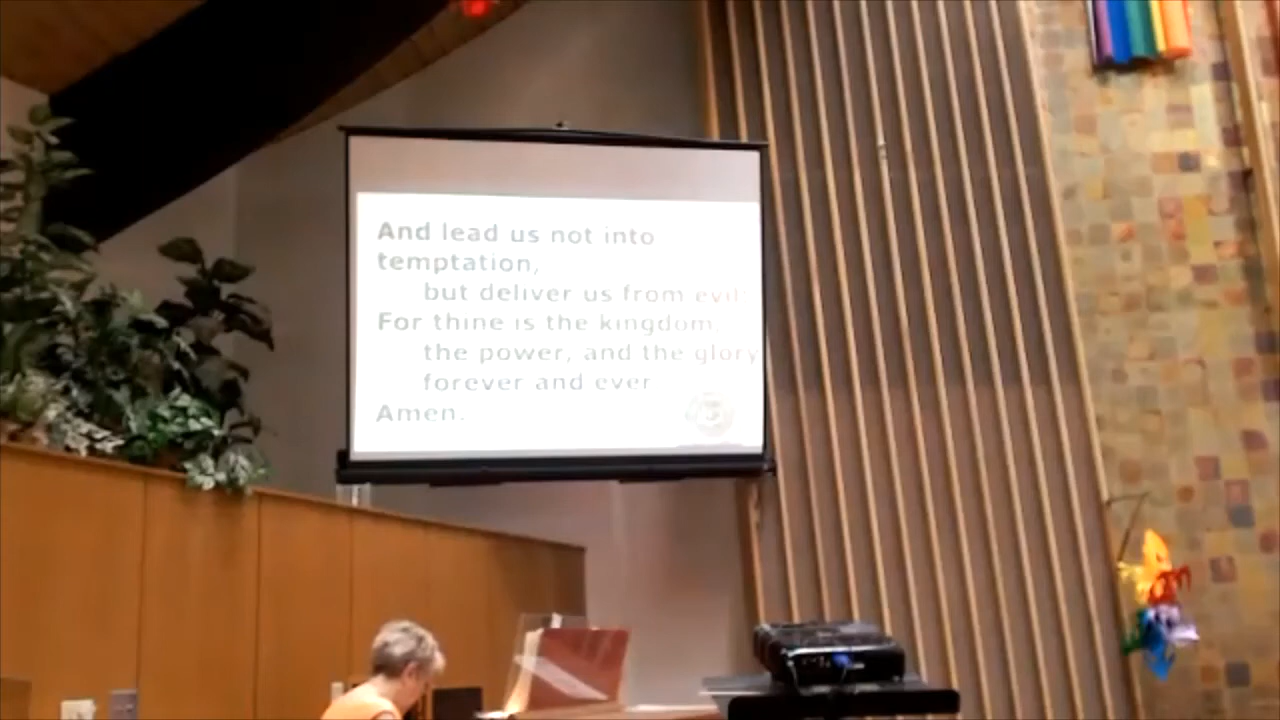 And lead us not into
temptation,
but deliver us from evil:
For thine is the kingdom,
the power, and the glory
forever and ever
Amen.